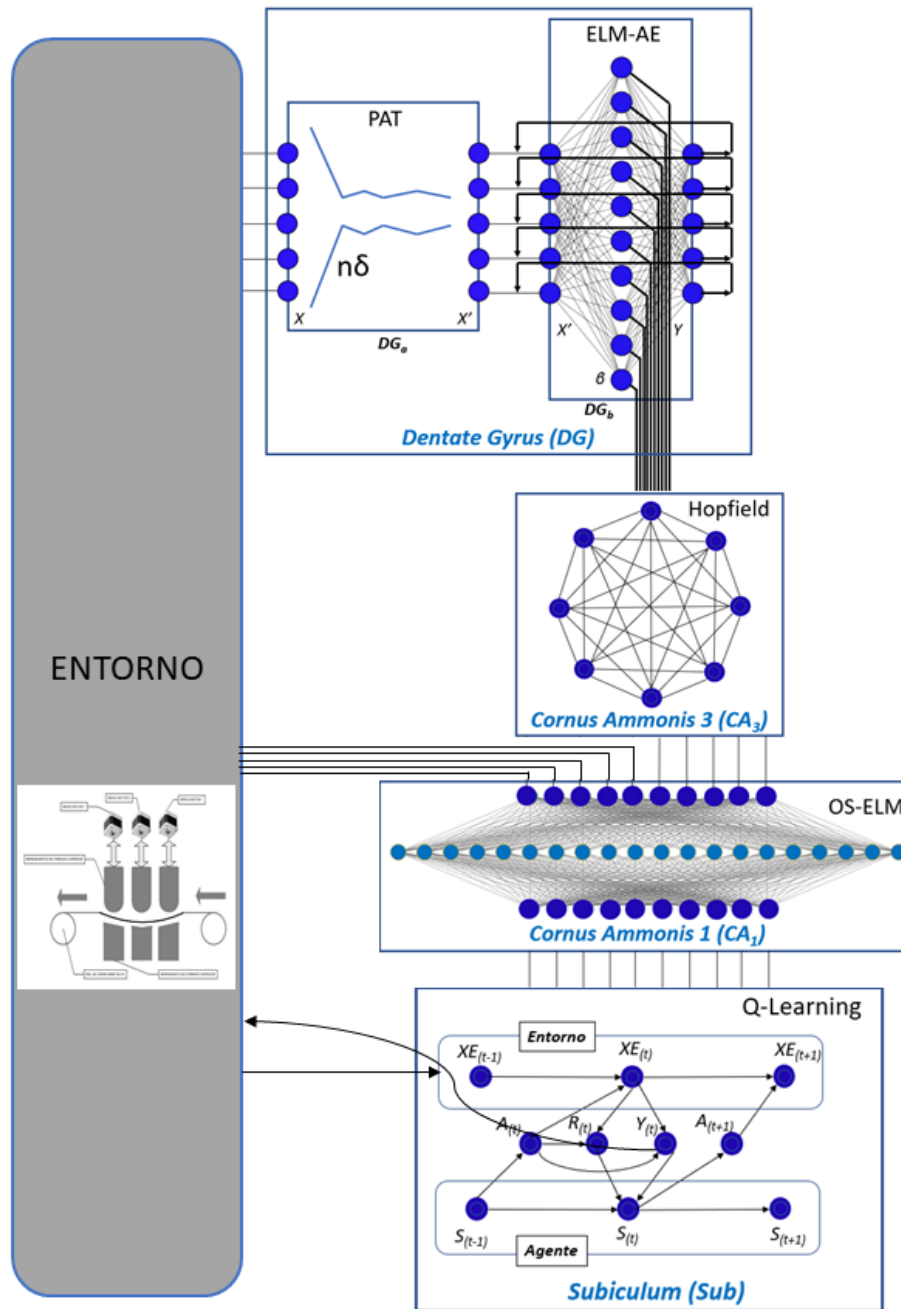 ELM-AE
PAT
nδ
X
X'
DGₐ
X'
Y
β
DG_b
Dentate Gyrus (DG)
Hopfield
Cornus Ammonis 3 (CA₃)
ENTORNO
OS-ELM
Cornus Ammonis 1 (CA₁)
Q-Learning
Entorno
XE(t-1)
XE(t)
XE(t+1)
A(t)
R(t)
Y(t)
A(t+1)
S(t-1)
S(t)
S(t+1)
Agente
Subiculum (Sub)